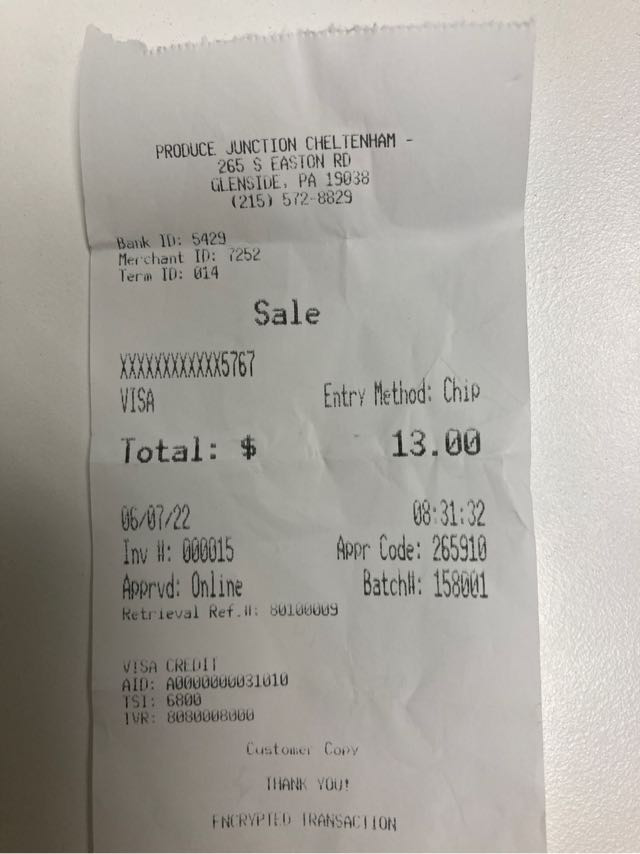 PRODUCE JUNCTION CHELTENHAM -
265 S EASTON RD
GLENSIDE, PA 19038
(215) 572-8829
Bank ID: 5429
Merchant ID: 7252
Term ID: 014
Sale
XXXXXXXXXXXX5767
VISA Entry Method: Chip
Total: $ 13.00
06/07/22 08:31:32
Inv #: 000015 Appr Code: 265910
Apprvd: Online Batch#: 158001
Retrieval Ref.#: 80100009
VISA CREDIT
AID: A0000000031010
TSI: 6800
TVR: 8080008000
Customer Copy
THANK YOU!
ENCRYPTED TRANSACTION